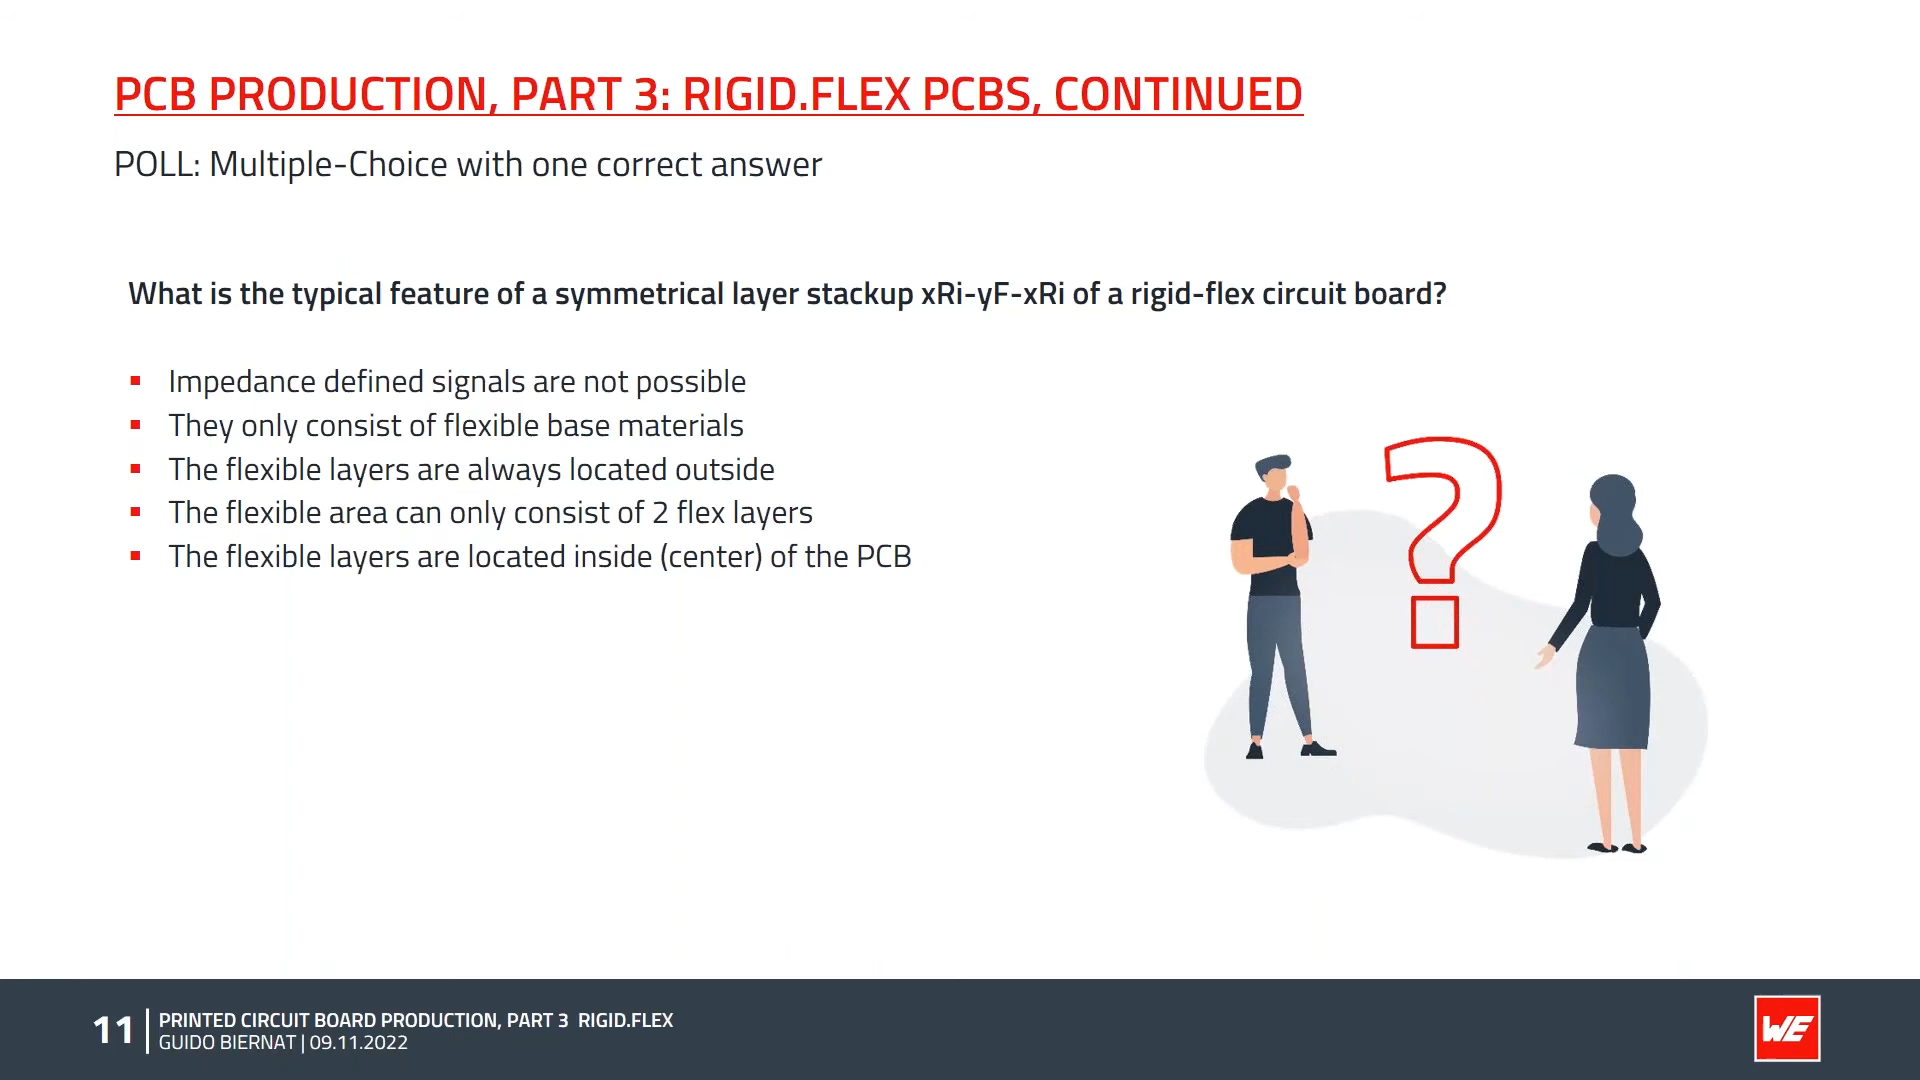 PCB PRODUCTION, PART 3: RIGID.FLEX PCBS, CONTINUED
POLL: Multiple-Choice with one correct answer
What is the typical feature of a symmetrical layer stackup xRi-yF-xRi of a rigid-flex circuit board?
Impedance defined signals are not possible
They only consist of flexible base materials
The flexible layers are always located outside
The flexible area can only consist of 2 flex layers
The flexible layers are located inside (center) of the PCB
?
11
PRINTED CIRCUIT BOARD PRODUCTION, PART 3 RIGID.FLEX
GUIDO BIERNAT | 09.11.2022
WE